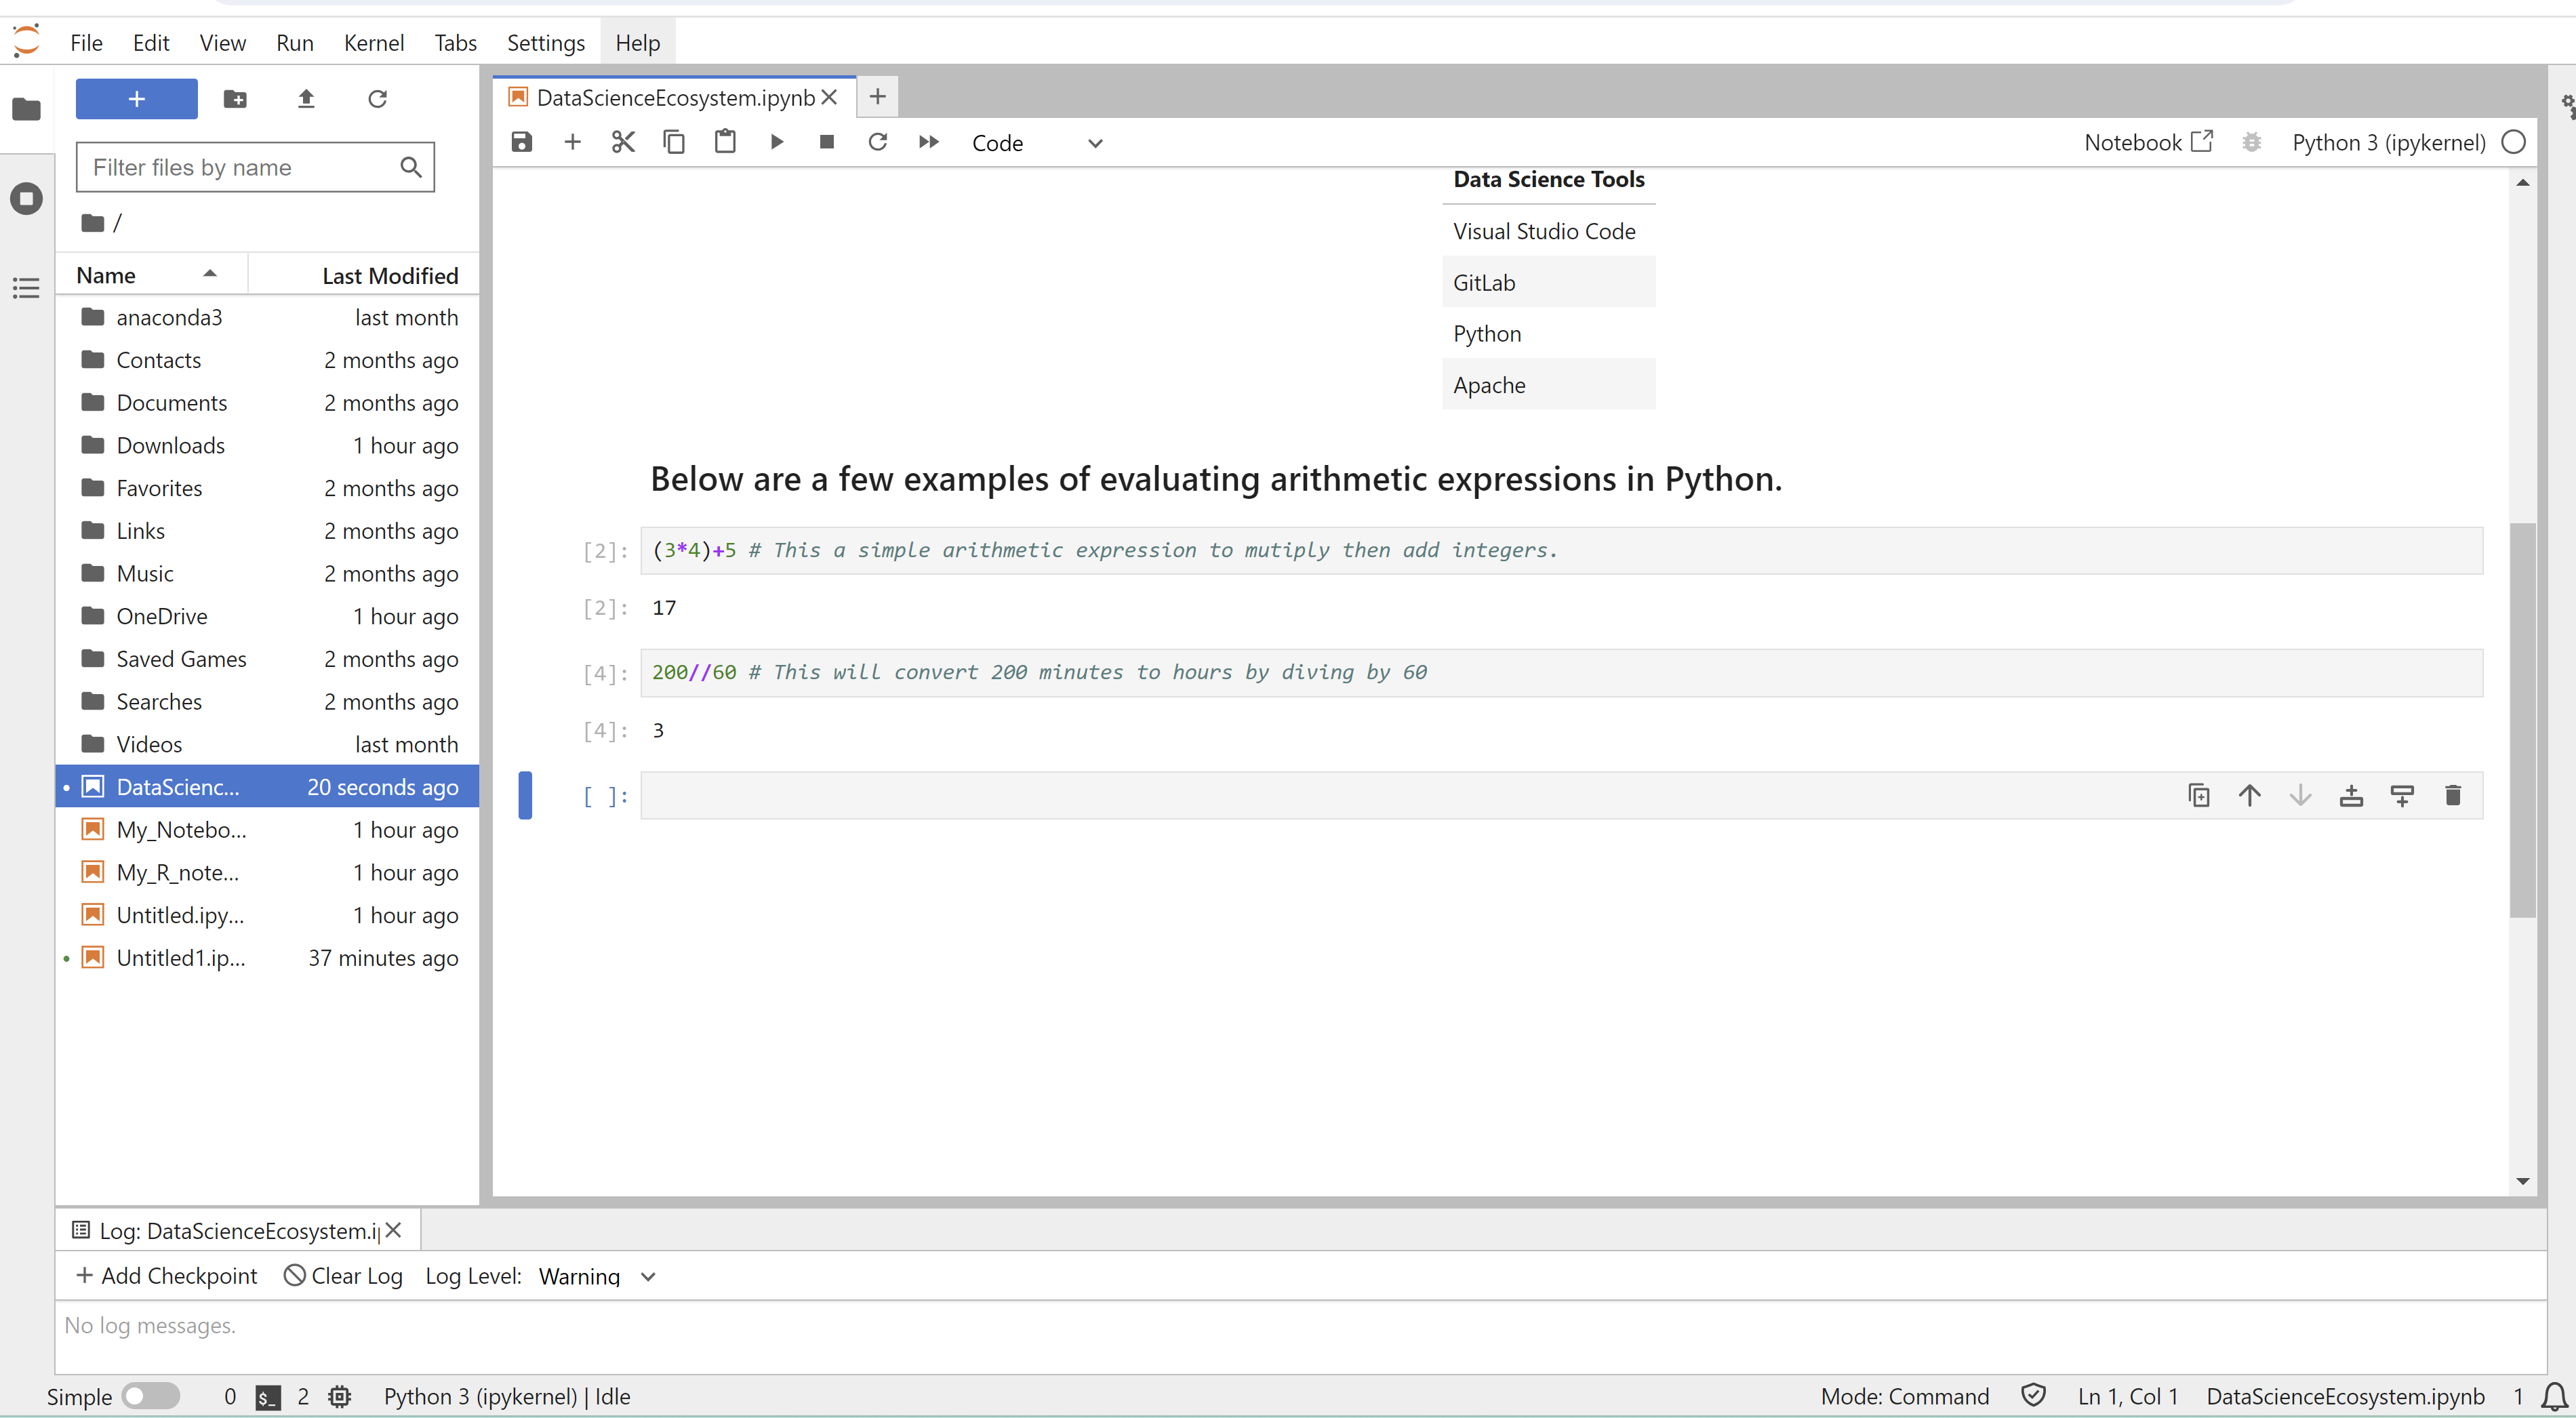 File Edit View Run Kernel Tabs Settings Help
Filter files by name
/
Name Last Modified
anaconda3 last month
Contacts 2 months ago
Documents 2 months ago
Downloads 1 hour ago
Favorites 2 months ago
Links 2 months ago
Music 2 months ago
OneDrive 1 hour ago
Saved Games 2 months ago
Searches 2 months ago
Videos last month
DataScienc... 20 seconds ago
My_Notebo... 1 hour ago
My_R_note... 1 hour ago
Untitled.ipy... 1 hour ago
Untitled1.ip... 37 minutes ago
DataScienceEcosystem.ipynb
Code
Notebook Python 3 (ipykernel)
Data Science Tools
Visual Studio Code
GitLab
Python
Apache
Below are a few examples of evaluating arithmetic expressions in Python.
[2]: (3*4)+5 # This a simple arithmetic expression to mutiply then add integers.
[2]: 17
[4]: 200//60 # This will convert 200 minutes to hours by diving by 60
[4]: 3
[ ]:
Log: DataScienceEcosystem.ip
Add Checkpoint Clear Log Log Level: Warning
No log messages.
Simple 0 $_ 2 Python 3 (ipykernel) | Idle Mode: Command Ln 1, Col 1 DataScienceEcosystem.ipynb 1